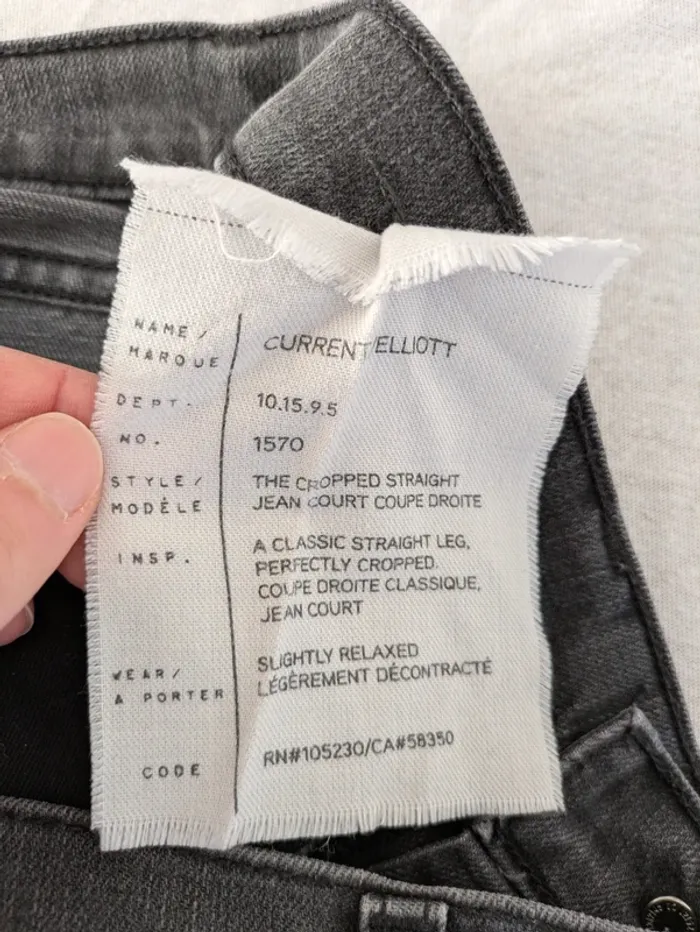 NAME / CURRENT/ELLIOTT
MARQUE
DEPT. 10.15.9.5
NO. 1570
STYLE / THE CROPPED STRAIGHT
MODÈLE JEAN COURT COUPE DROITE
INSP. A CLASSIC STRAIGHT LEG,
PERFECTLY CROPPED.
COUPE DROITE CLASSIQUE,
JEAN COURT
WEAR / SLIGHTLY RELAXED
A PORTER LÉGÈREMENT DÉCONTRACTÉ
CODE RN#105230/CA#58350